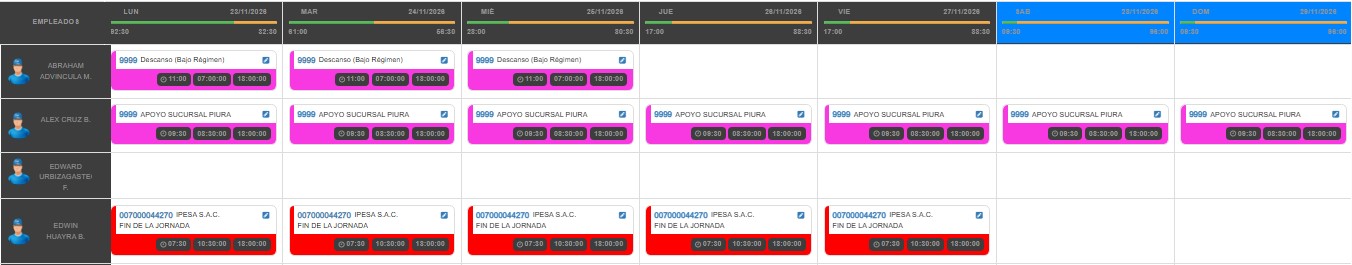 EMPLEADOS
LUN 23/11/2026
MAR 24/11/2026
MIÉ 25/11/2026
JUE 26/11/2026
VIE 27/11/2026
SAB 28/11/2026
DOM 29/11/2026
61:00 56:30
17:00 88:30
17:00 88:30
09:30 96:00
09:30 96:00
ABRAHAM
ADVINCULA M.
9999 Descanso (Bajo Régimen)
11:00 07:00:00 18:00:00
9999 Descanso (Bajo Régimen)
11:00 07:00:00 18:00:00
9999 Descanso (Bajo Régimen)
11:00 07:00:00 18:00:00
ALEX CRUZ B.
9999 APOYO SUCURSAL PIURA
09:30 08:30:00 18:00:00
9999 APOYO SUCURSAL PIURA
09:30 08:30:00 18:00:00
9999 APOYO SUCURSAL PIURA
09:30 08:30:00 18:00:00
9999 APOYO SUCURSAL PIURA
09:30 08:30:00 18:00:00
9999 APOYO SUCURSAL PIURA
09:30 08:30:00 18:00:00
9999 APOYO SUCURSAL PIURA
09:30 08:30:00 18:00:00
9999 APOYO SUCURSAL PIURA
09:30 08:30:00 18:00:00
EDWARD
URBIZAGASTEG
F.
EDWIN
HUAYRA B.
007000044270 IPESA S.A.C.
FIN DE LA JORNADA
07:30 10:30:00 18:00:00
007000044270 IPESA S.A.C.
FIN DE LA JORNADA
07:30 10:30:00 18:00:00
007000044270 IPESA S.A.C.
FIN DE LA JORNADA
07:30 10:30:00 18:00:00
007000044270 IPESA S.A.C.
FIN DE LA JORNADA
07:30 10:30:00 18:00:00
007000044270 IPESA S.A.C.
FIN DE LA JORNADA
07:30 10:30:00 18:00:00